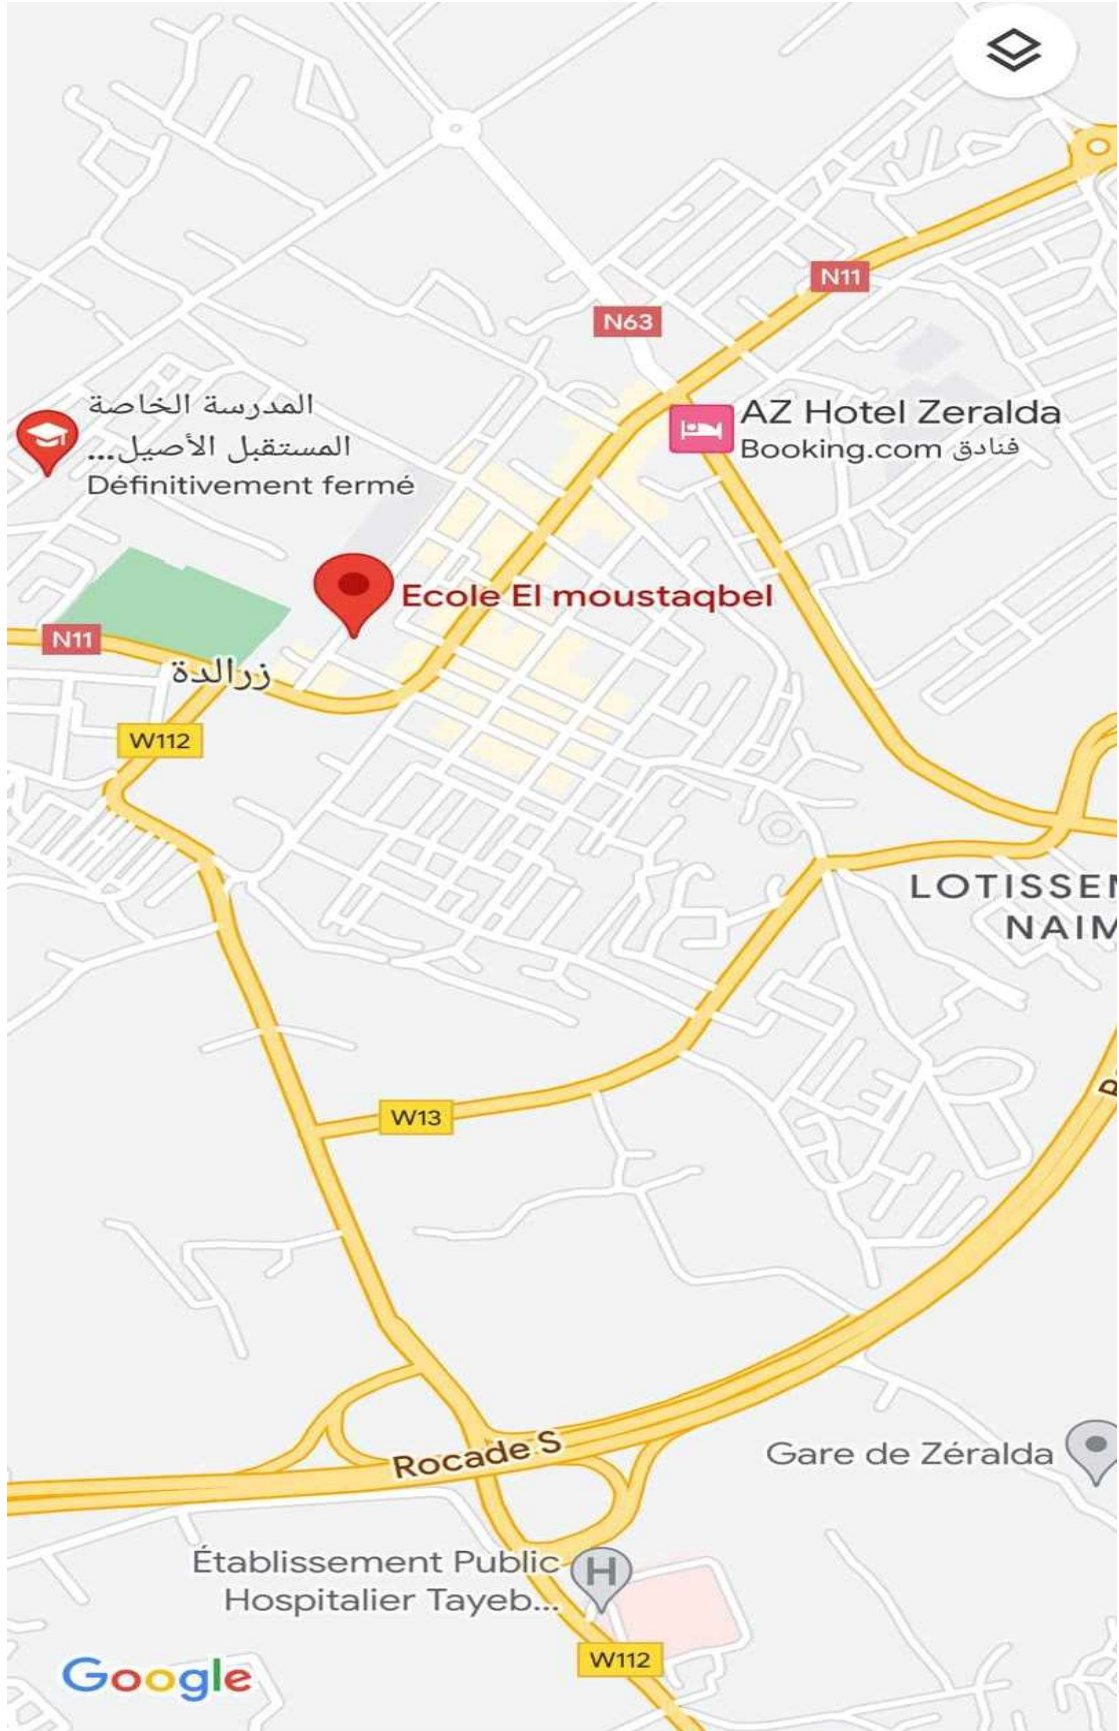 N11
N63
AZ Hotel Zeralda
Booking.com فنادق
المدرسة الخاصة
المستقبل الأصيل...
Définitivement fermé
Ecole El moustaqbel
N11
زرالدة
W112
LOTISSEM
NAIM
W13
Rocade S
Gare de Zéralda
Établissement Public
Hospitalier Tayeb...
H
W112
Google